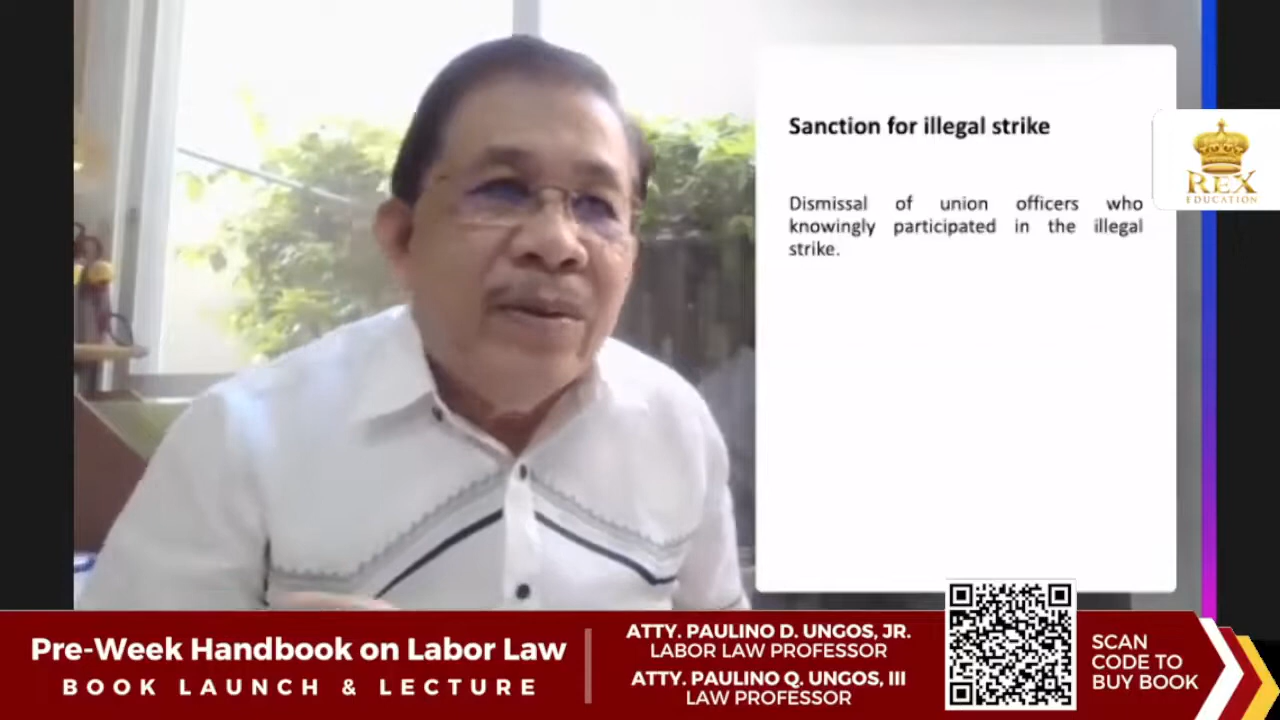 Sanction for illegal strike
Dismissal of union officers who
knowingly participated in the illegal
strike.
REX
EDUCATION
Pre-Week Handbook on Labor Law
BOOK LAUNCH & LECTURE
ATTY. PAULINO D. UNGOS, JR.
LABOR LAW PROFESSOR
ATTY. PAULINO Q. UNGOS, III
LAW PROFESSOR
SCAN
CODE TO
BUY BOOK